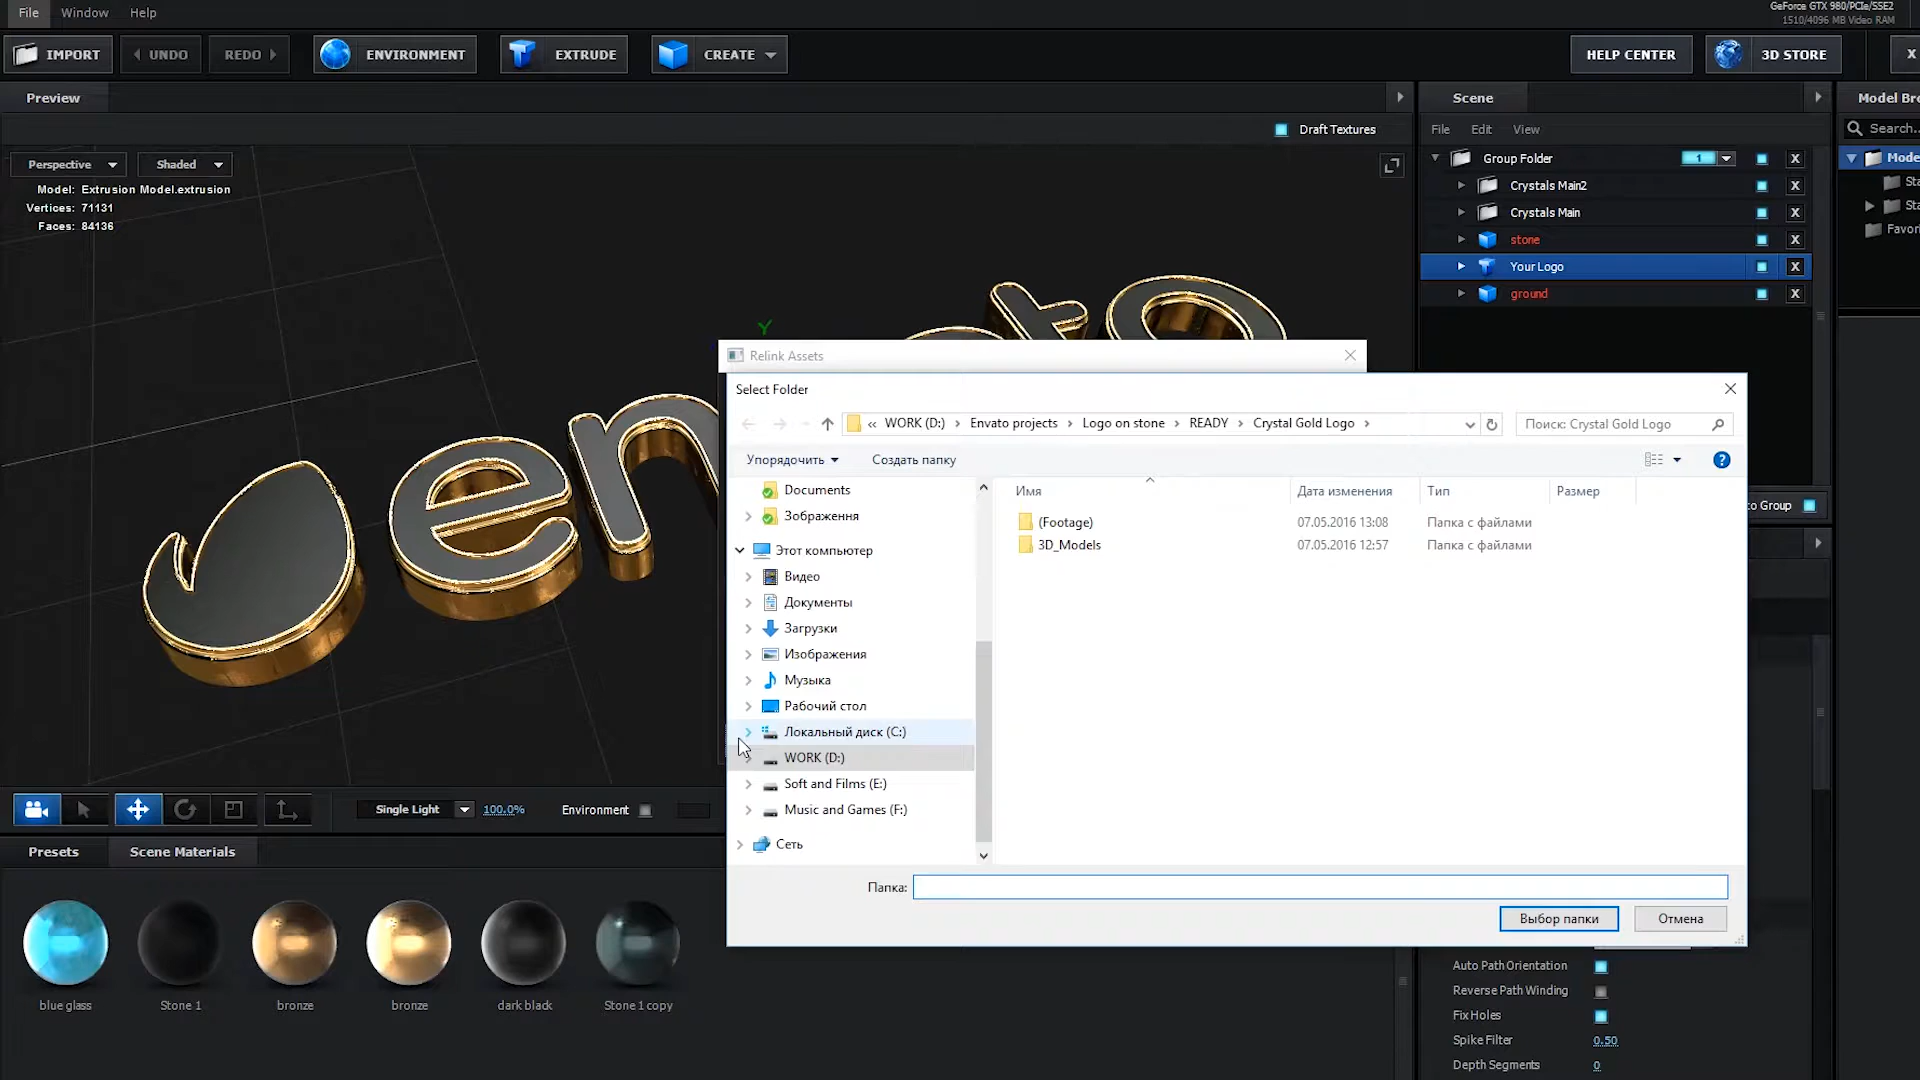 File Window Help
GeForce GTX 980/PCIe/SSE2
1510/4096 MB Video RAM
IMPORT UNDO REDO ENVIRONMENT EXTRUDE CREATE HELP CENTER 3D STORE X
Preview
Scene
Model Bro
Draft Textures
File Edit View
Search..
Perspective Shaded
Model: Extrusion Model.extrusion
Vertices: 71131
Faces: 84136
Group Folder 1 X
Crystals Main2 X
Crystals Main X
stone X
Your Logo X
ground X
Mode
Sta
Sta
Favori
Y
en
to
Relink Assets
Select Folder
« WORK (D:) › Envato projects › Logo on stone › READY › Crystal Gold Logo ›
Поиск: Crystal Gold Logo
Упорядочить Создать папку
Documents
Зображення
Этот компьютер
Видео
Документы
Загрузки
Изображения
Музыка
Рабочий стол
Локальный диск (C:)
WORK (D:)
Soft and Films (E:)
Music and Games (F:)
Сеть
Имя Дата изменения Тип Размер
(Footage) 07.05.2016 13:08 Папка с файлами
3D_Models 07.05.2016 12:57 Папка с файлами
Папка:
Выбор папки Отмена
to Group
Single Light 100.0% Environment
Presets Scene Materials
blue glass Stone 1 bronze bronze dark black Stone 1 copy
Auto Path Orientation
Reverse Path Winding
Fix Holes
Spike Filter 0.50
Depth Segments 0